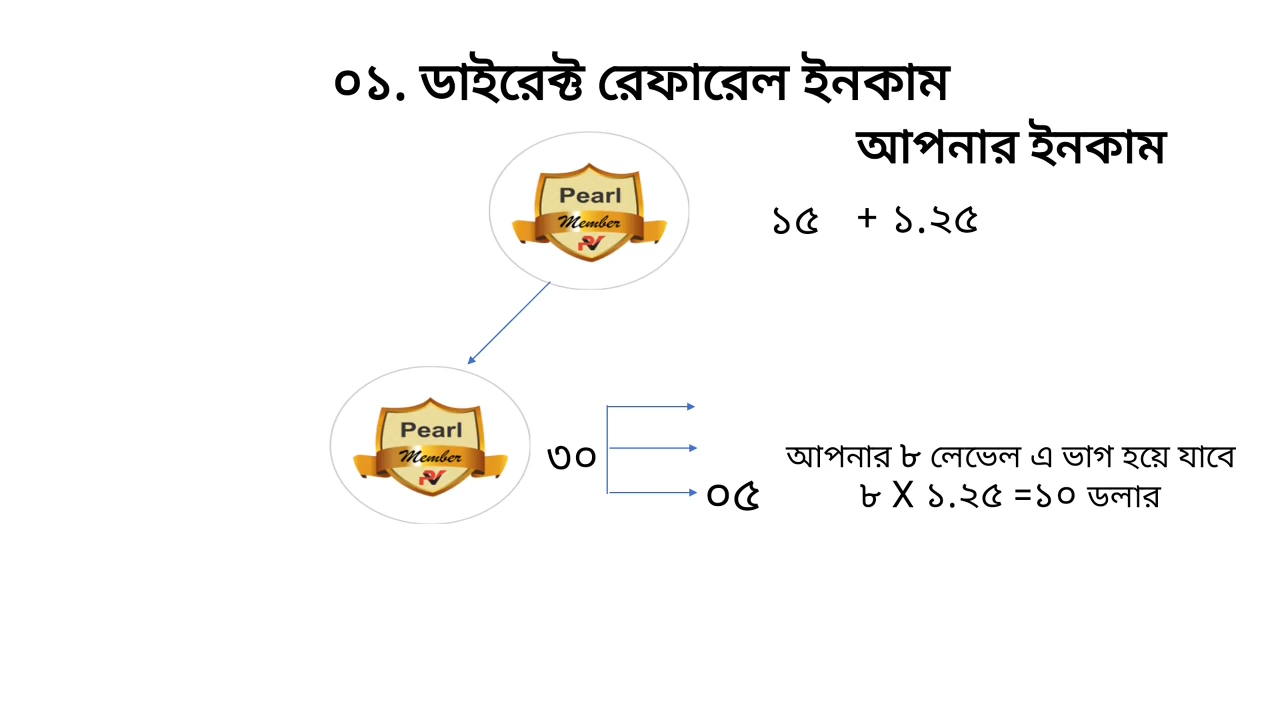 ০১. ডাইরেক্ট রেফারেল ইনকাম
আপনার ইনকাম
Pearl
Member
১৫ + ১.২৫
Pearl
Member
৩০
আপনার ৮ লেভেল এ ভাগ হয়ে যাবে
০৫
৮ X ১.২৫ =১০ ডলার